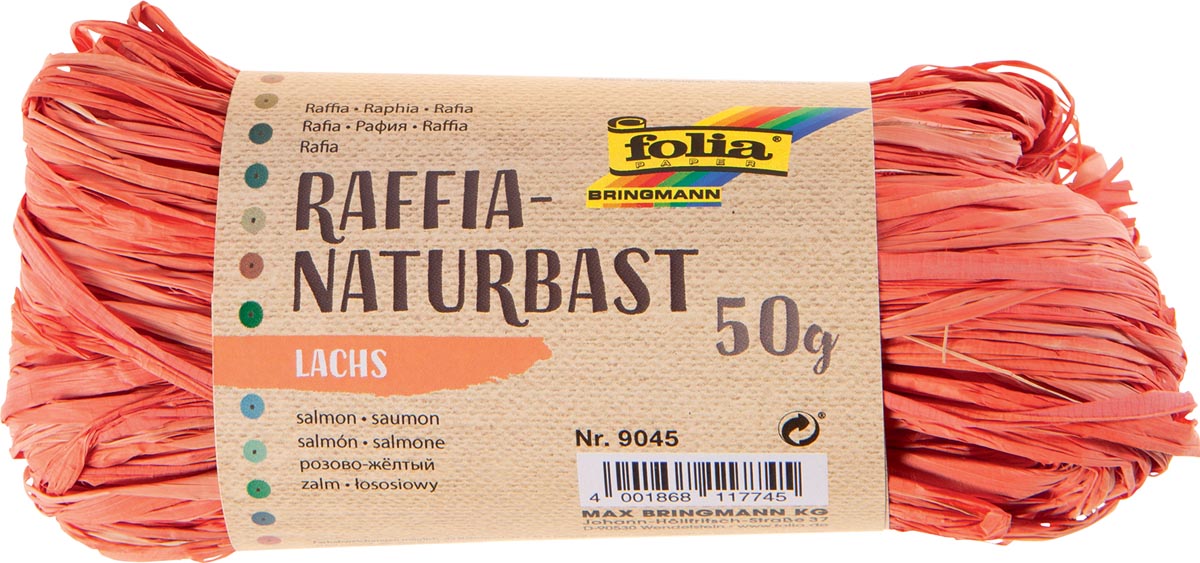 Raffia • Raphia • Rafia
Rafia • Рафия • Raffia
Rafia
folia®
PAPER
BRINGMANN
RAFFIA-
NATURBAST
50g
LACHS
salmon • saumon
salmón • salmone
розово-жёлтый
zalm • łososiowy
Nr. 9045
®
4 001868 117745
MAX BRINGMANN KG
Johann-Höllfritsch-Straße 37
D-90530 Wendelstein / www.folia.de